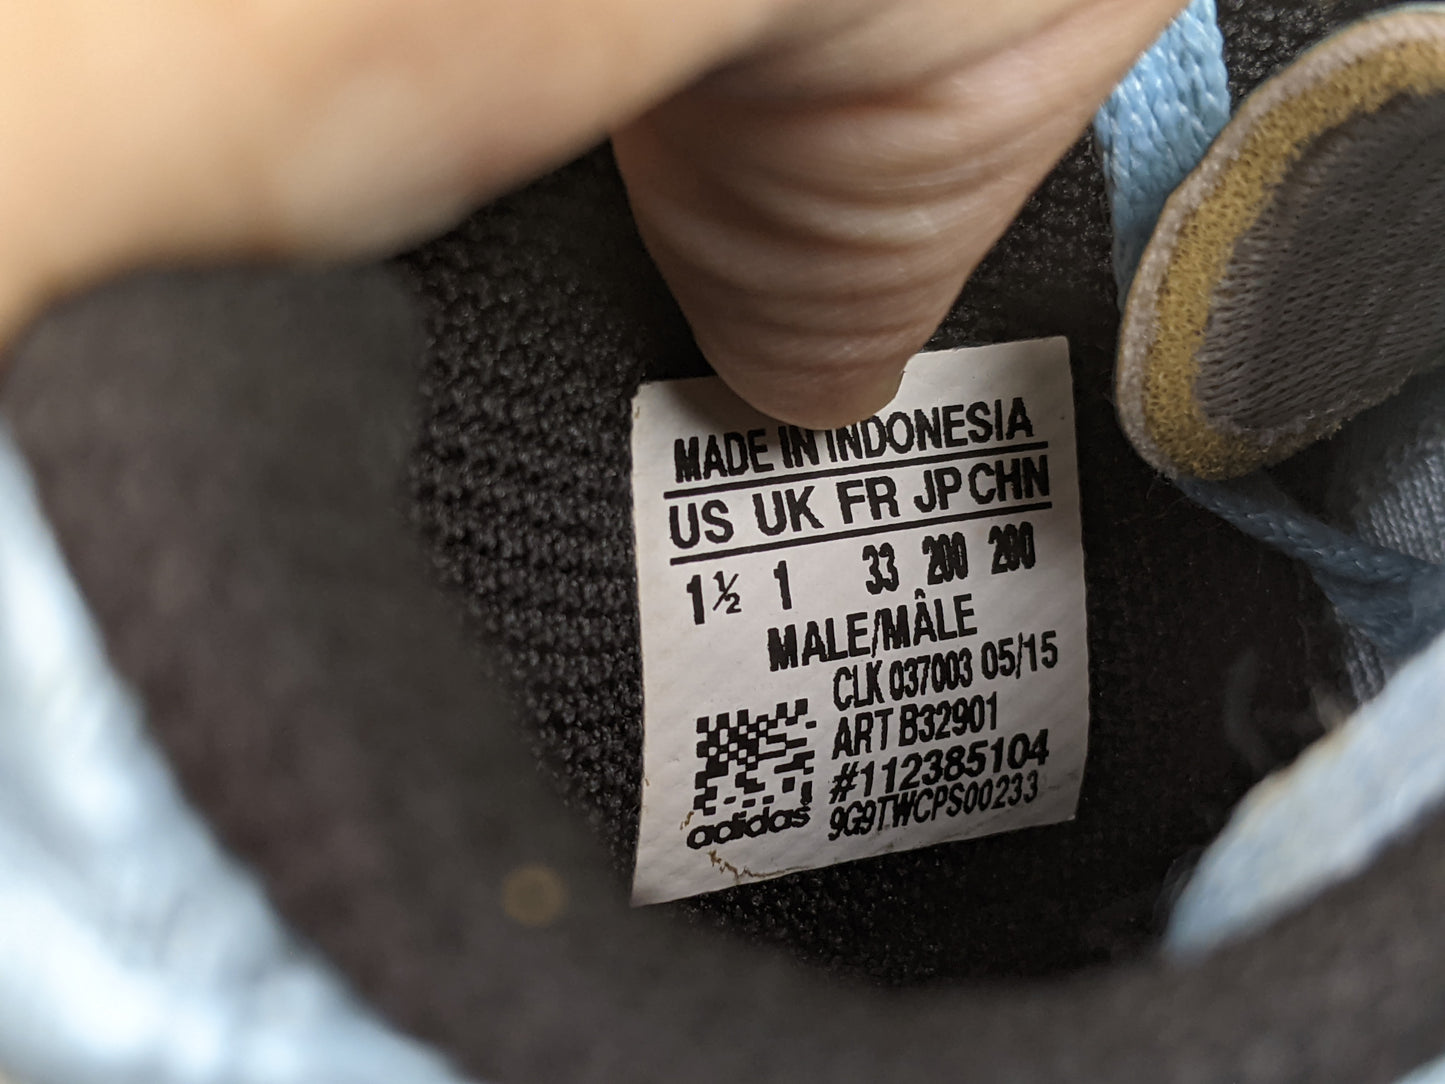 MADE IN INDONESIA
US UK FR JP CHN
1½ 1 33 200 200
MALE/MÂLE
CLK 037003 05/15
ART B32901
#112385104
9G9TWCPS00233
adidas